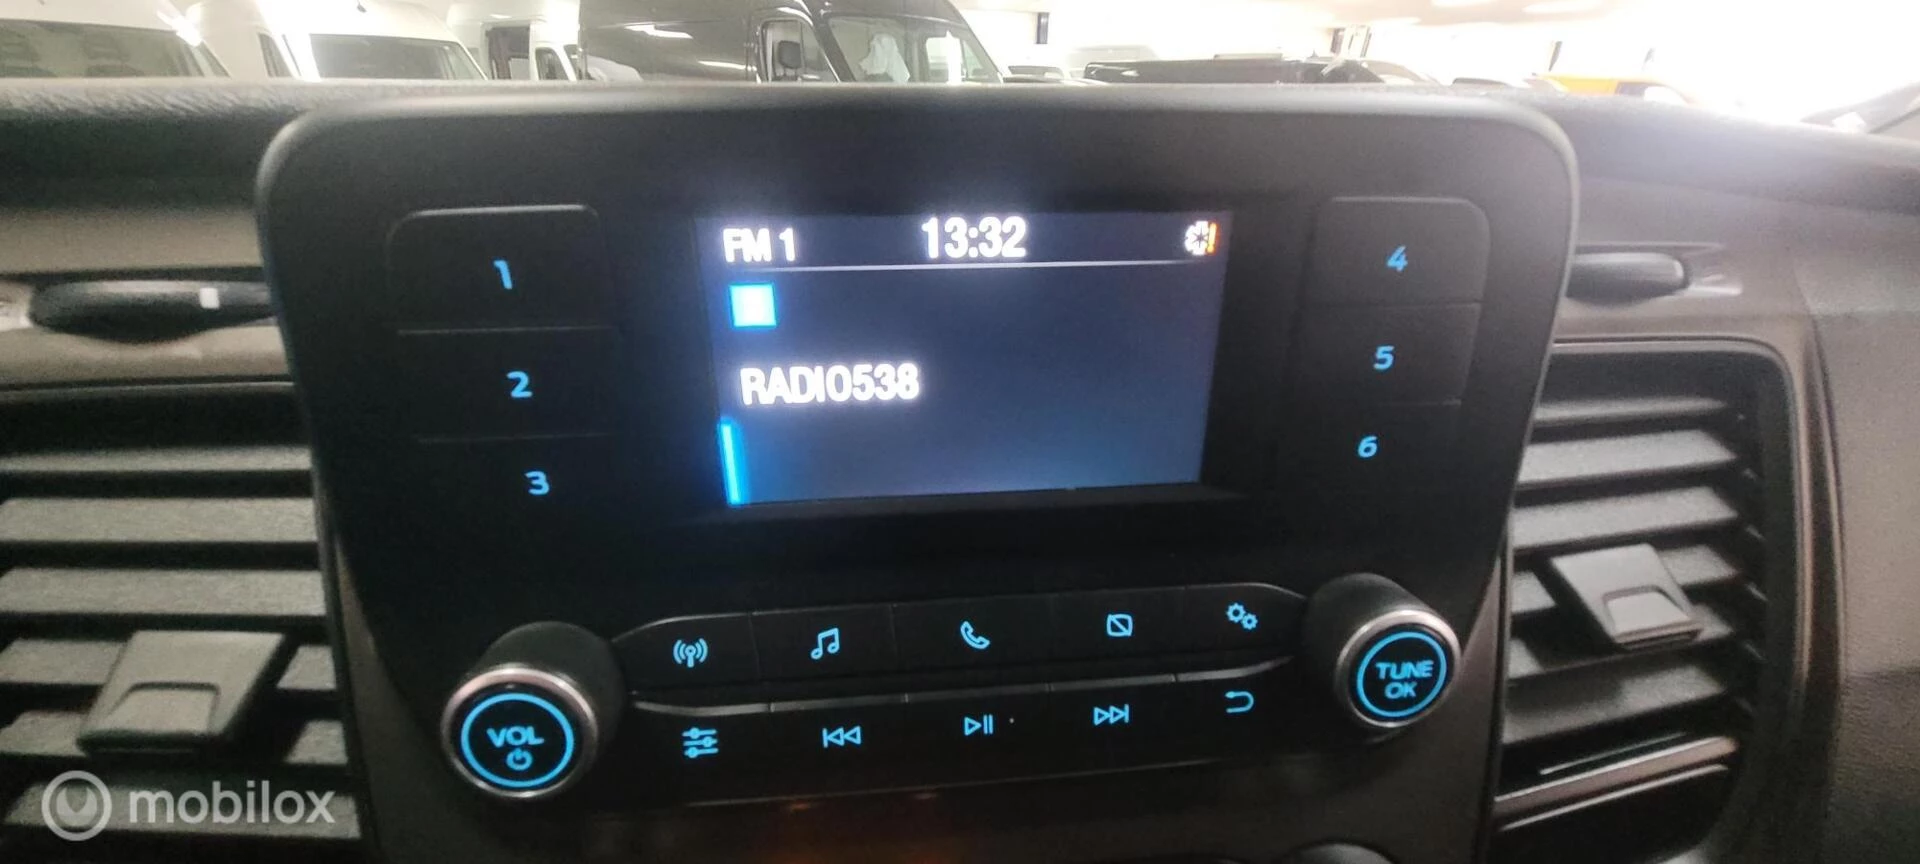 FM 1 13:32
RADIO538
1
2
3
4
5
6
VOL
TUNE
OK
mobilox